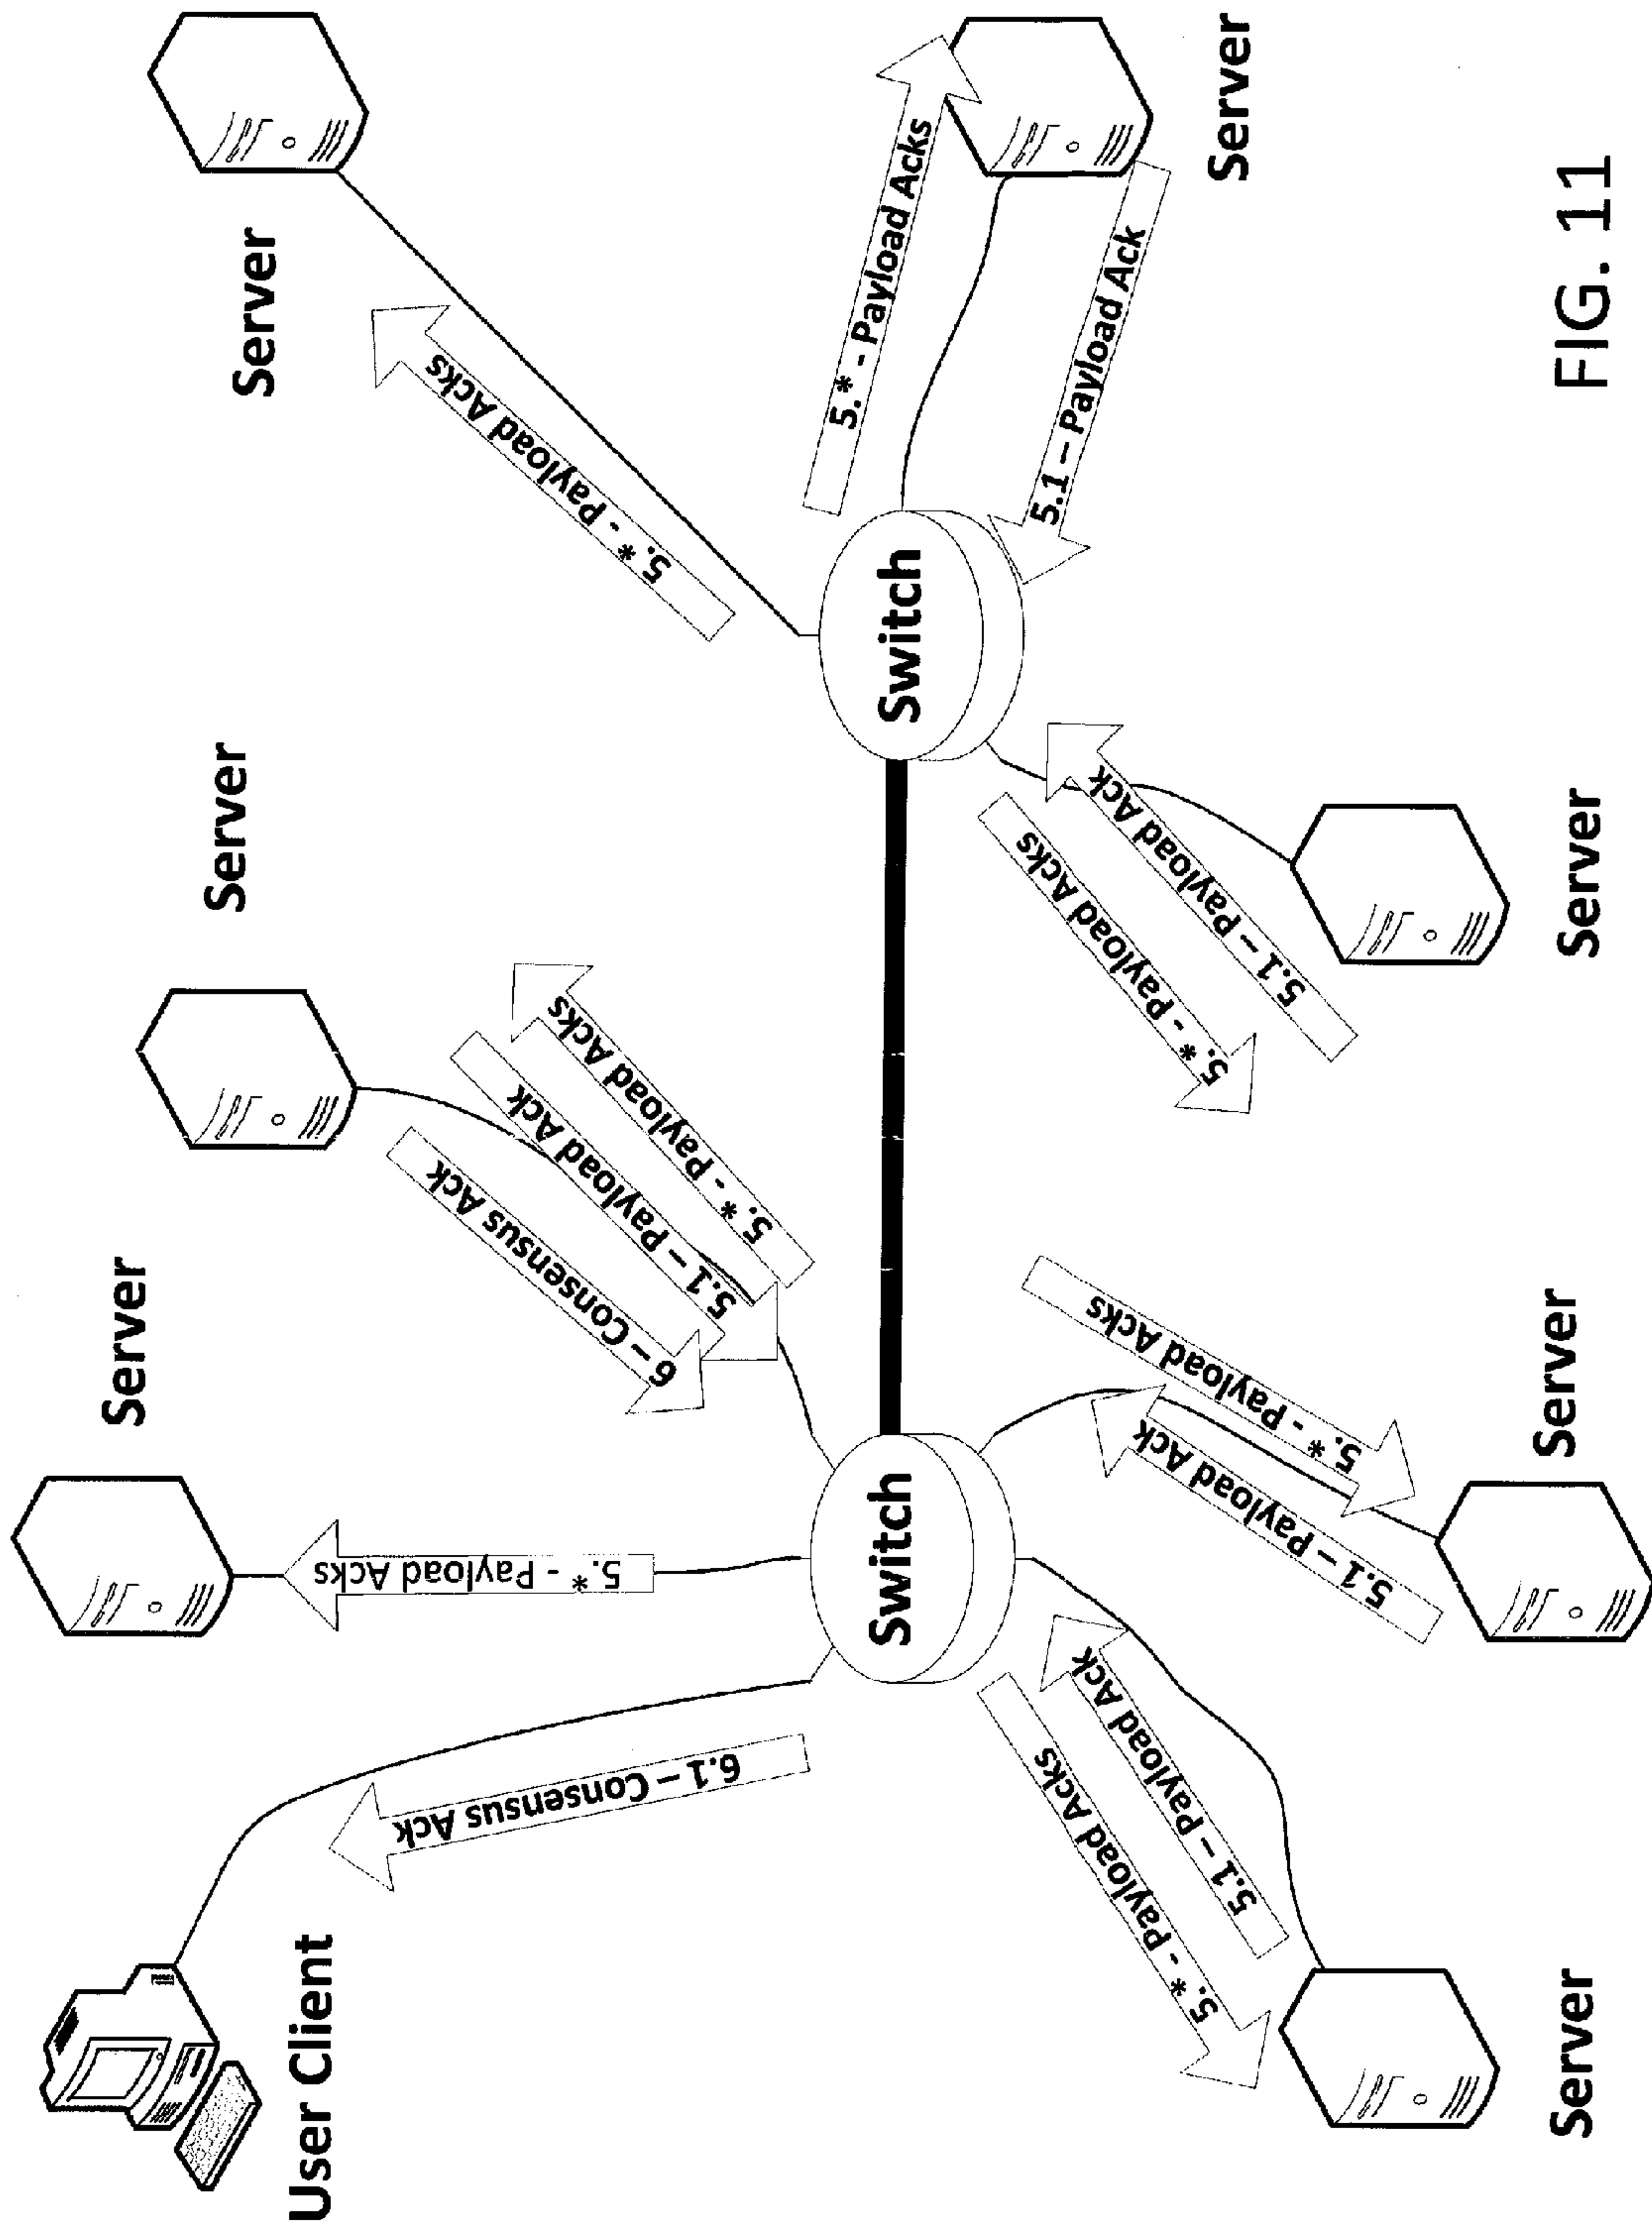 User Client
Server
Server
Server
6.1 – Consensus Ack
5.* - Payload Acks
6 – Consensus Ack
5.1 – Payload Ack
5.* - Payload Acks
5.* - Payload Acks
Switch
Switch
5.* - Payload Acks
5.1 – Payload Ack
Server
5.* - Payload Acks
5.1 – Payload Ack
5.1 – Payload Ack
5.* - Payload Acks
5.* - Payload Acks
5.1 – Payload Ack
Server
Server
Server
FIG. 11